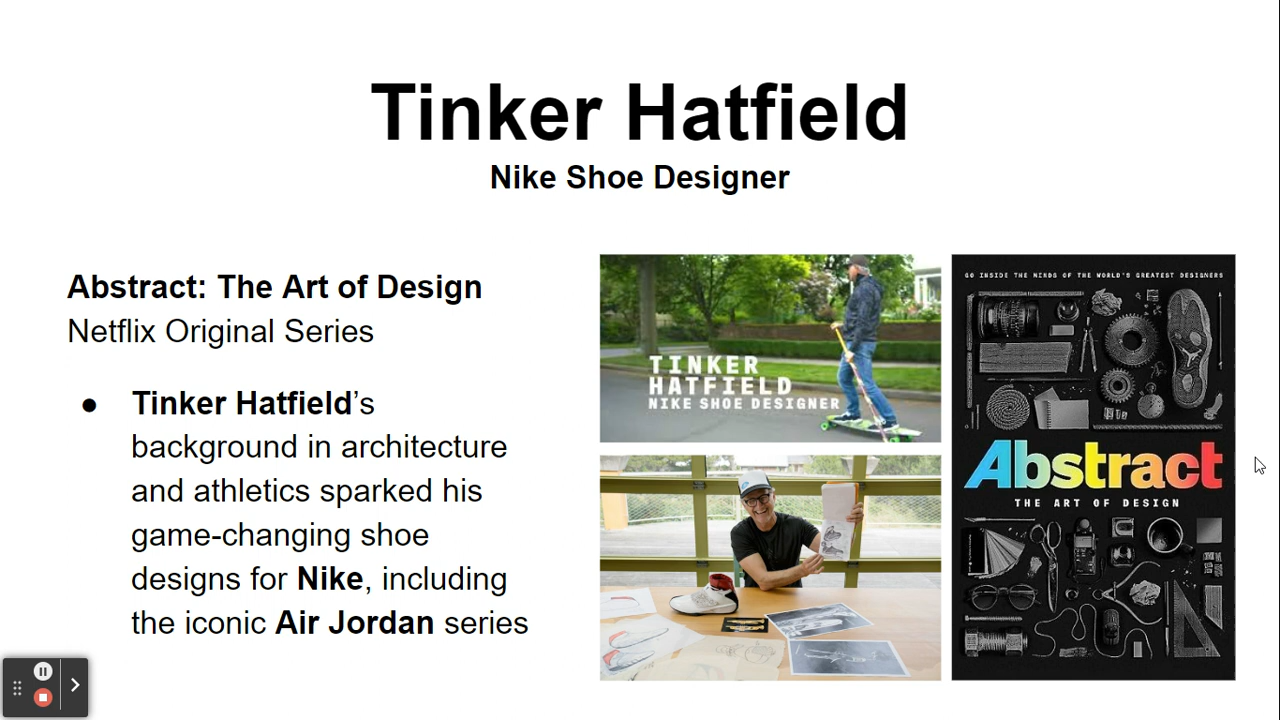 Tinker Hatfield
Nike Shoe Designer
Abstract: The Art of Design
Netflix Original Series
● Tinker Hatfield’s
background in architecture
and athletics sparked his
game-changing shoe
designs for Nike, including
the iconic Air Jordan series
TINKER
HATFIELD
NIKE SHOE DESIGNER
GO INSIDE THE MINDS OF THE WORLD'S GREATEST DESIGNERS
Abstract
THE ART OF DESIGN